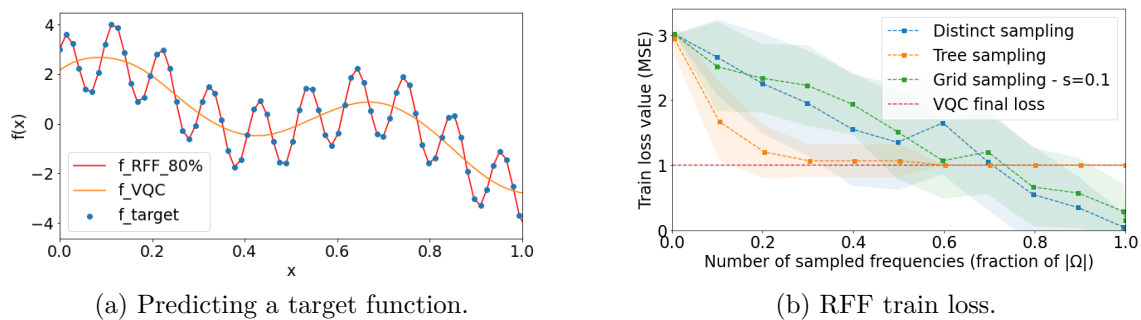 4
2
0
−2
−4
f(x)
f_RFF_80%
f_VQC
f_target
0.0
0.2
0.4
0.6
0.8
1.0
x
(a) Predicting a target function.
3
2
1
0
Train loss value (MSE)
Distinct sampling
Tree sampling
Grid sampling - s=0.1
VQC final loss
0.0
0.2
0.4
0.6
0.8
1.0
Number of sampled frequencies (fraction of |Ω|)
(b) RFF train loss.